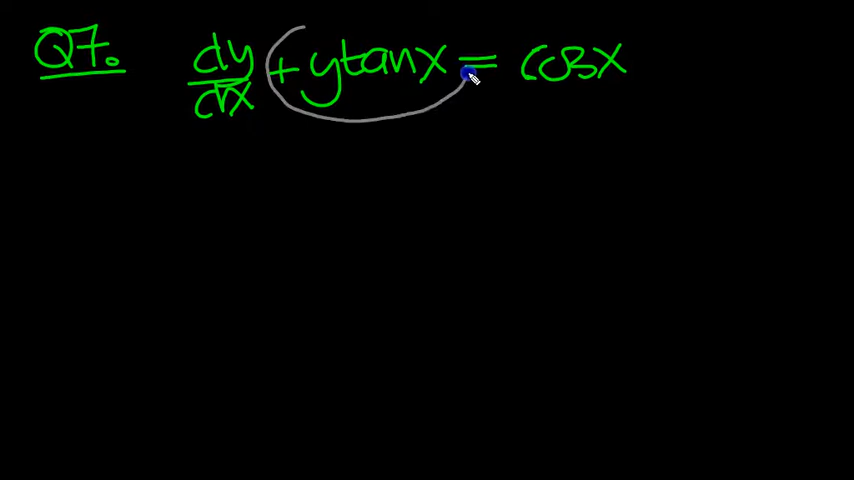 Q7. dy/dx + ytanx = cosx